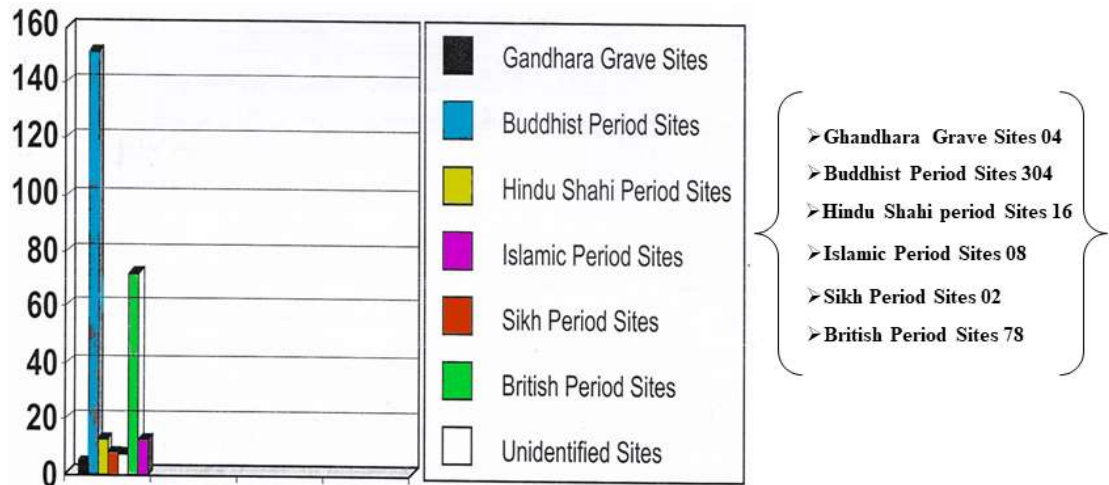 160
140
120
100
80
60
40
20
0
Gandhara Grave Sites
Buddhist Period Sites
Hindu Shahi Period Sites
Islamic Period Sites
Sikh Period Sites
British Period Sites
Unidentified Sites
➢Ghandhara Grave Sites 04
➢Buddhist Period Sites 304
➢Hindu Shahi period Sites 16
➢Islamic Period Sites 08
➢Sikh Period Sites 02
➢British Period Sites 78